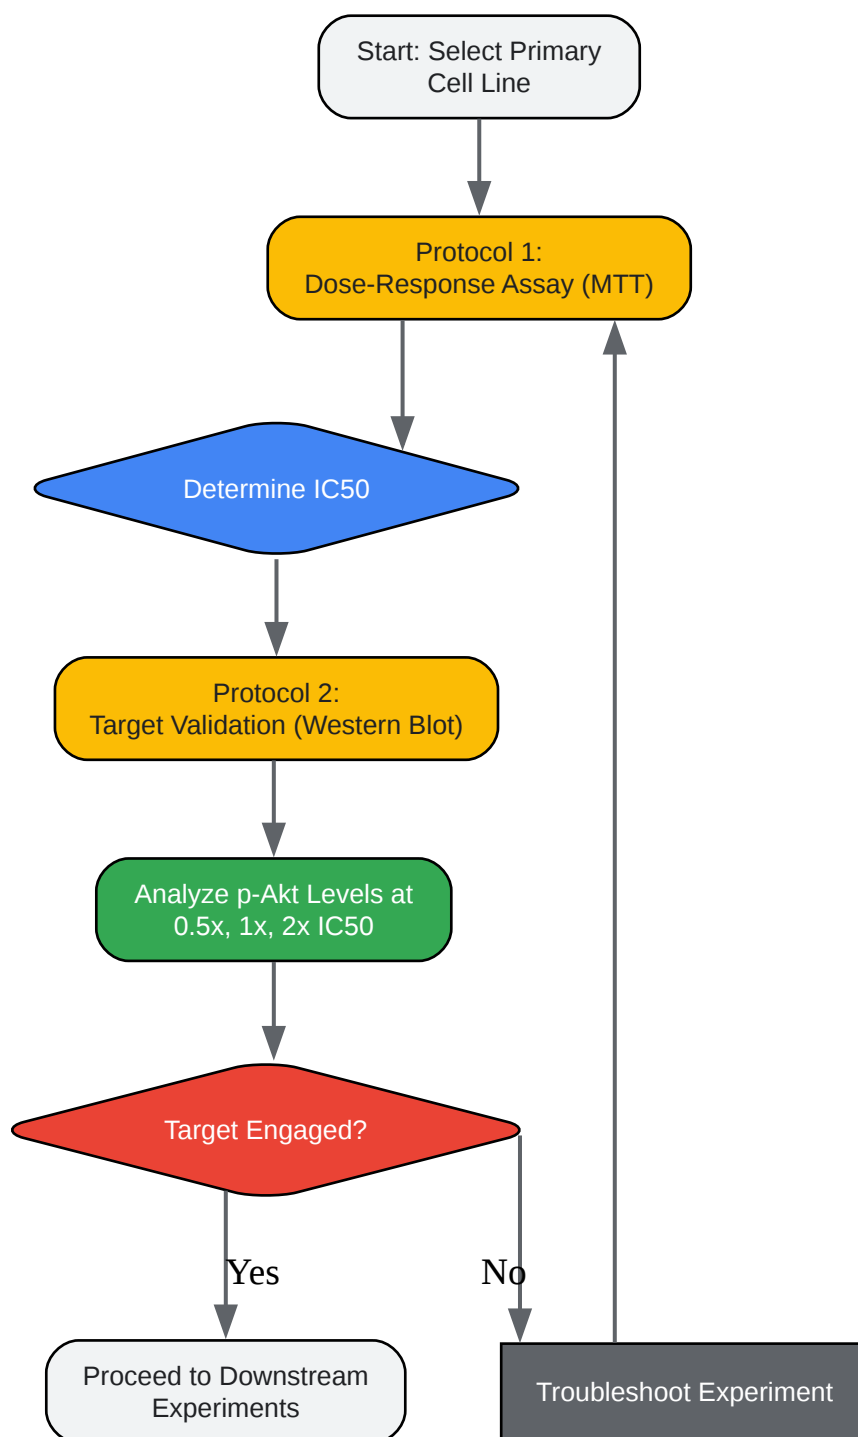 Start: Select Primary
Cell Line
Protocol 1:
Dose-Response Assay (MTT)
Determine IC50
Protocol 2:
Target Validation (Western Blot)
Analyze p-Akt Levels at
0.5x, 1x, 2x IC50
Target Engaged?
Yes
No
Proceed to Downstream
Experiments
Troubleshoot Experiment